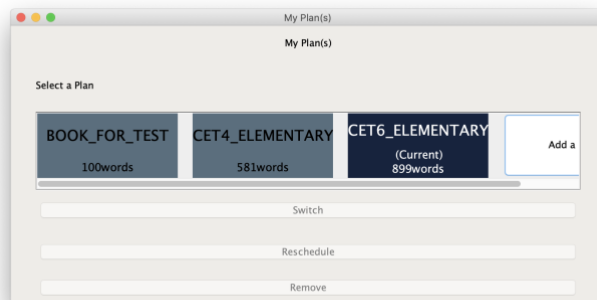 My Plan(s)
My Plan(s)
Select a Plan
BOOK_FOR_TEST
100words
CET4_ELEMENTARY
581words
CET6_ELEMENTARY
(Current)
899words
Add a
Switch
Reschedule
Remove